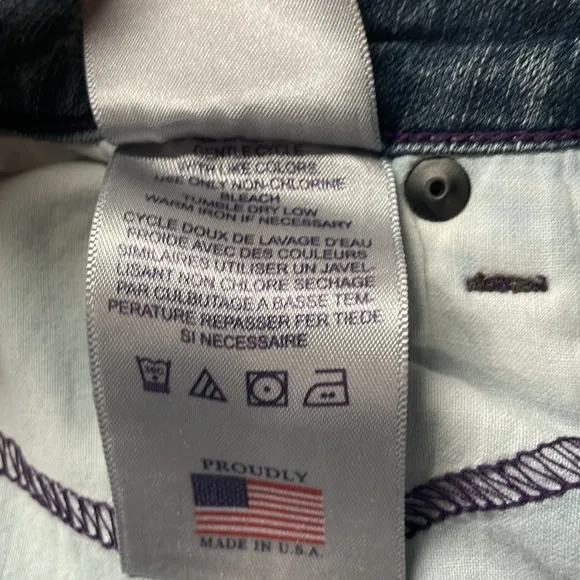 GENTLE CYCLE
WITH LIKE COLORS
USE ONLY NON-CHLORINE
BLEACH
TUMBLE DRY LOW
WARM IRON IF NECESSARY
CYCLE DOUX DE LAVAGE D'EAU
FROIDE AVEC DES COULEURS
SIMILAIRES UTILISER UN JAVEL-
LISANT NON CHLORE SECHAGE
PAR CULBUTAGE A BASSE TEM-
PERATURE REPASSER FER TIEDE
SI NECESSAIRE
PROUDLY
MADE IN U.S.A.